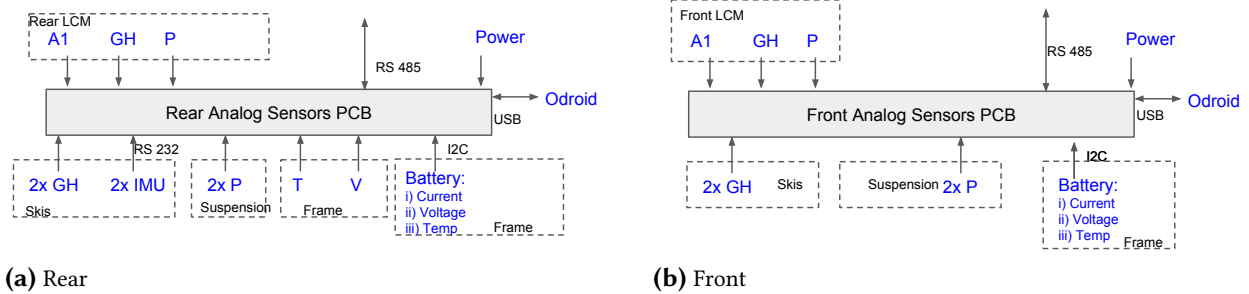 Rear LCM
A1 GH P
Power
RS 485
Rear Analog Sensors PCB
Odroid
USB
RS 232
I2C
2x GH 2x IMU
Skis
2x P
Suspension
T V
Frame
Battery:
i) Current
ii) Voltage
iii) Temp
Frame
(a) Rear
Front LCM
A1 GH P
Power
RS 485
Front Analog Sensors PCB
Odroid
USB
I2C
2x GH Skis
Suspension 2x P
Battery:
i) Current
ii) Voltage
iii) Temp
Frame
(b) Front